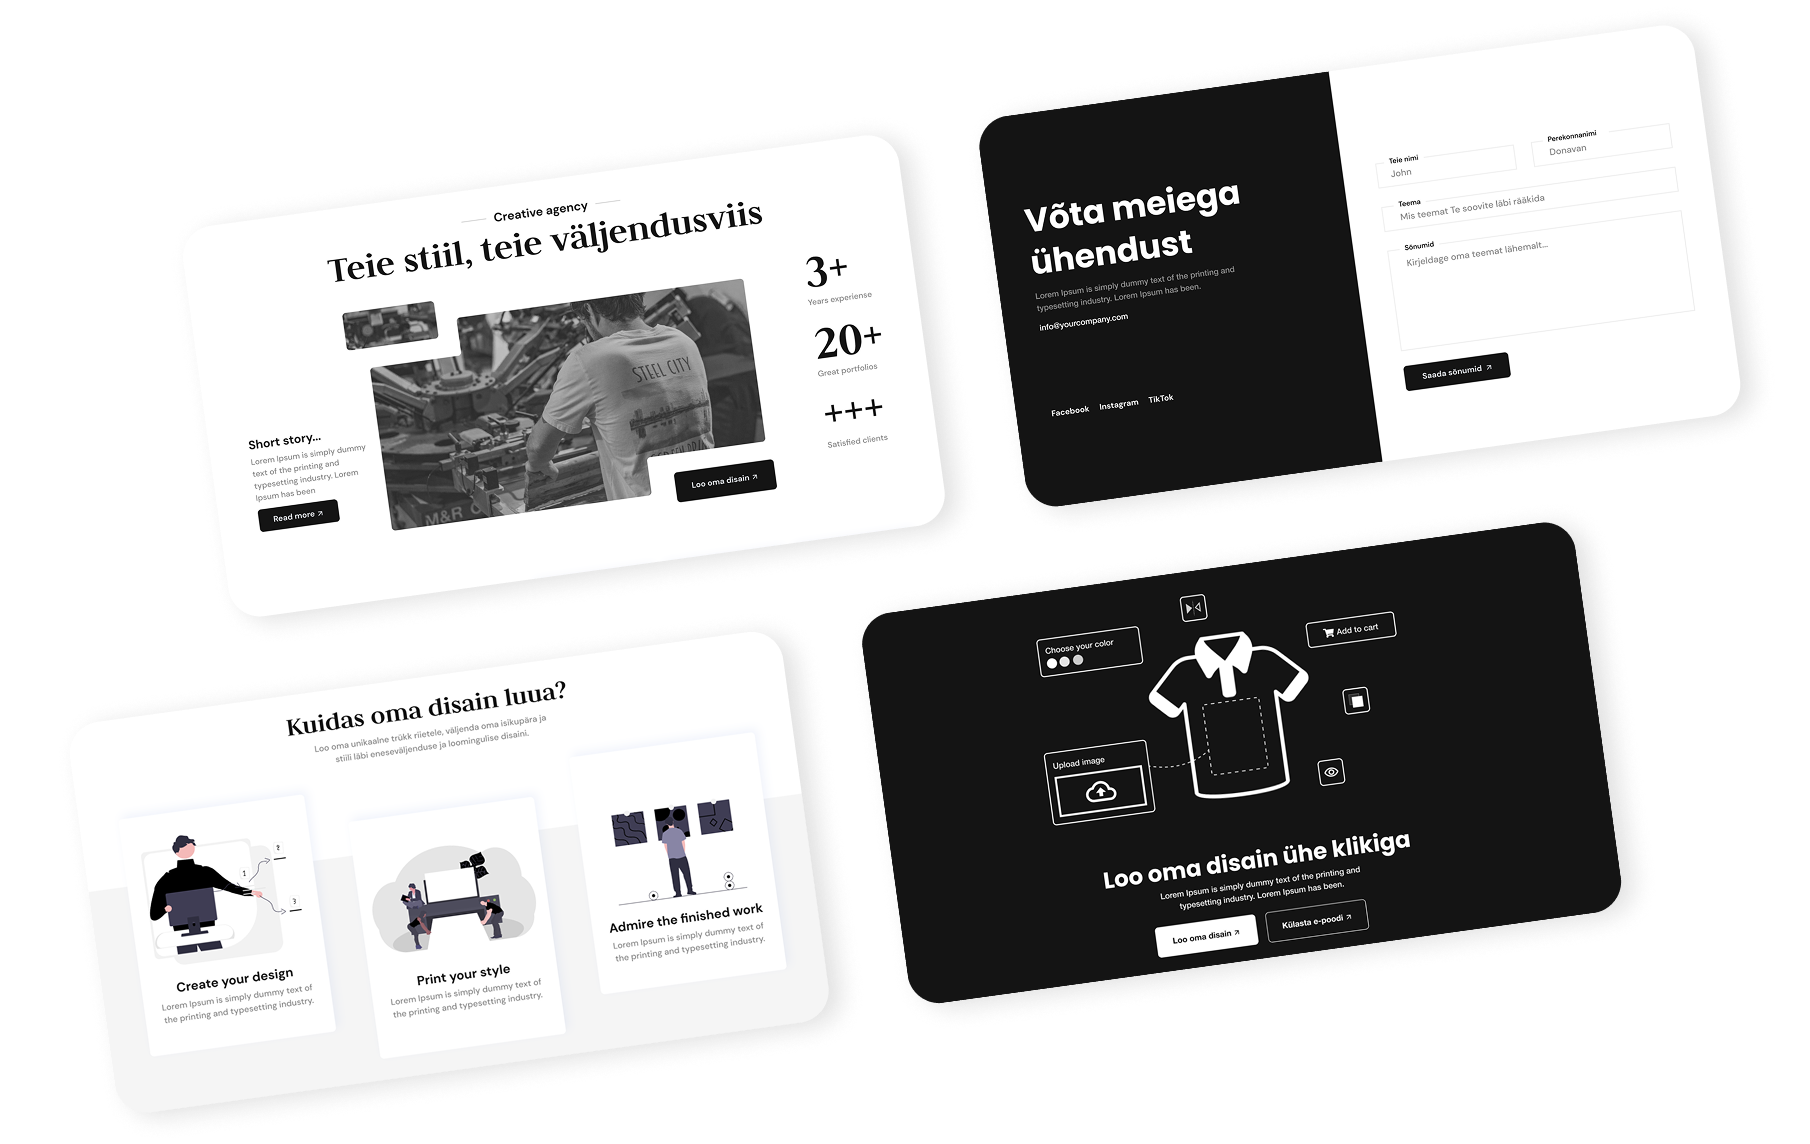 Creative agency
Teie stiil, teie väljendusviis
3+
Years experiense
20+
Great portfolios
+++
Satisfied clients
STEEL CITY
M&R
Short story...
Lorem Ipsum is simply dummy
text of the printing and
typesetting industry. Lorem
Ipsum has been
Read more
Loo oma disain
Võta meiega
ühendust
Lorem Ipsum is simply dummy text of the printing and
typesetting industry. Lorem Ipsum has been.
info@yourcompany.com
Facebook Instagram TikTok
Teie nimi
John
Perekonnanimi
Donavan
Teema
Mis teemat Te soovite läbi rääkida
Sõnumid
Kirjeldage oma teemat lähemalt...
Saada sõnumid
Kuidas oma disain luua?
Loo oma unikaalne trükk riietele, väljenda oma isikupära ja
stiili läbi eneseväljenduse ja loomingulise disaini.
1
2
3
Create your design
Lorem Ipsum is simply dummy text of
the printing and typesetting industry.
Print your style
Lorem Ipsum is simply dummy text of
the printing and typesetting industry.
Admire the finished work
Lorem Ipsum is simply dummy text of
the printing and typesetting industry.
Choose your color
Add to cart
Upload image
Loo oma disain ühe klikiga
Lorem Ipsum is simply dummy text of the printing and
typesetting industry. Lorem Ipsum has been.
Loo oma disain
Külasta e-poodi